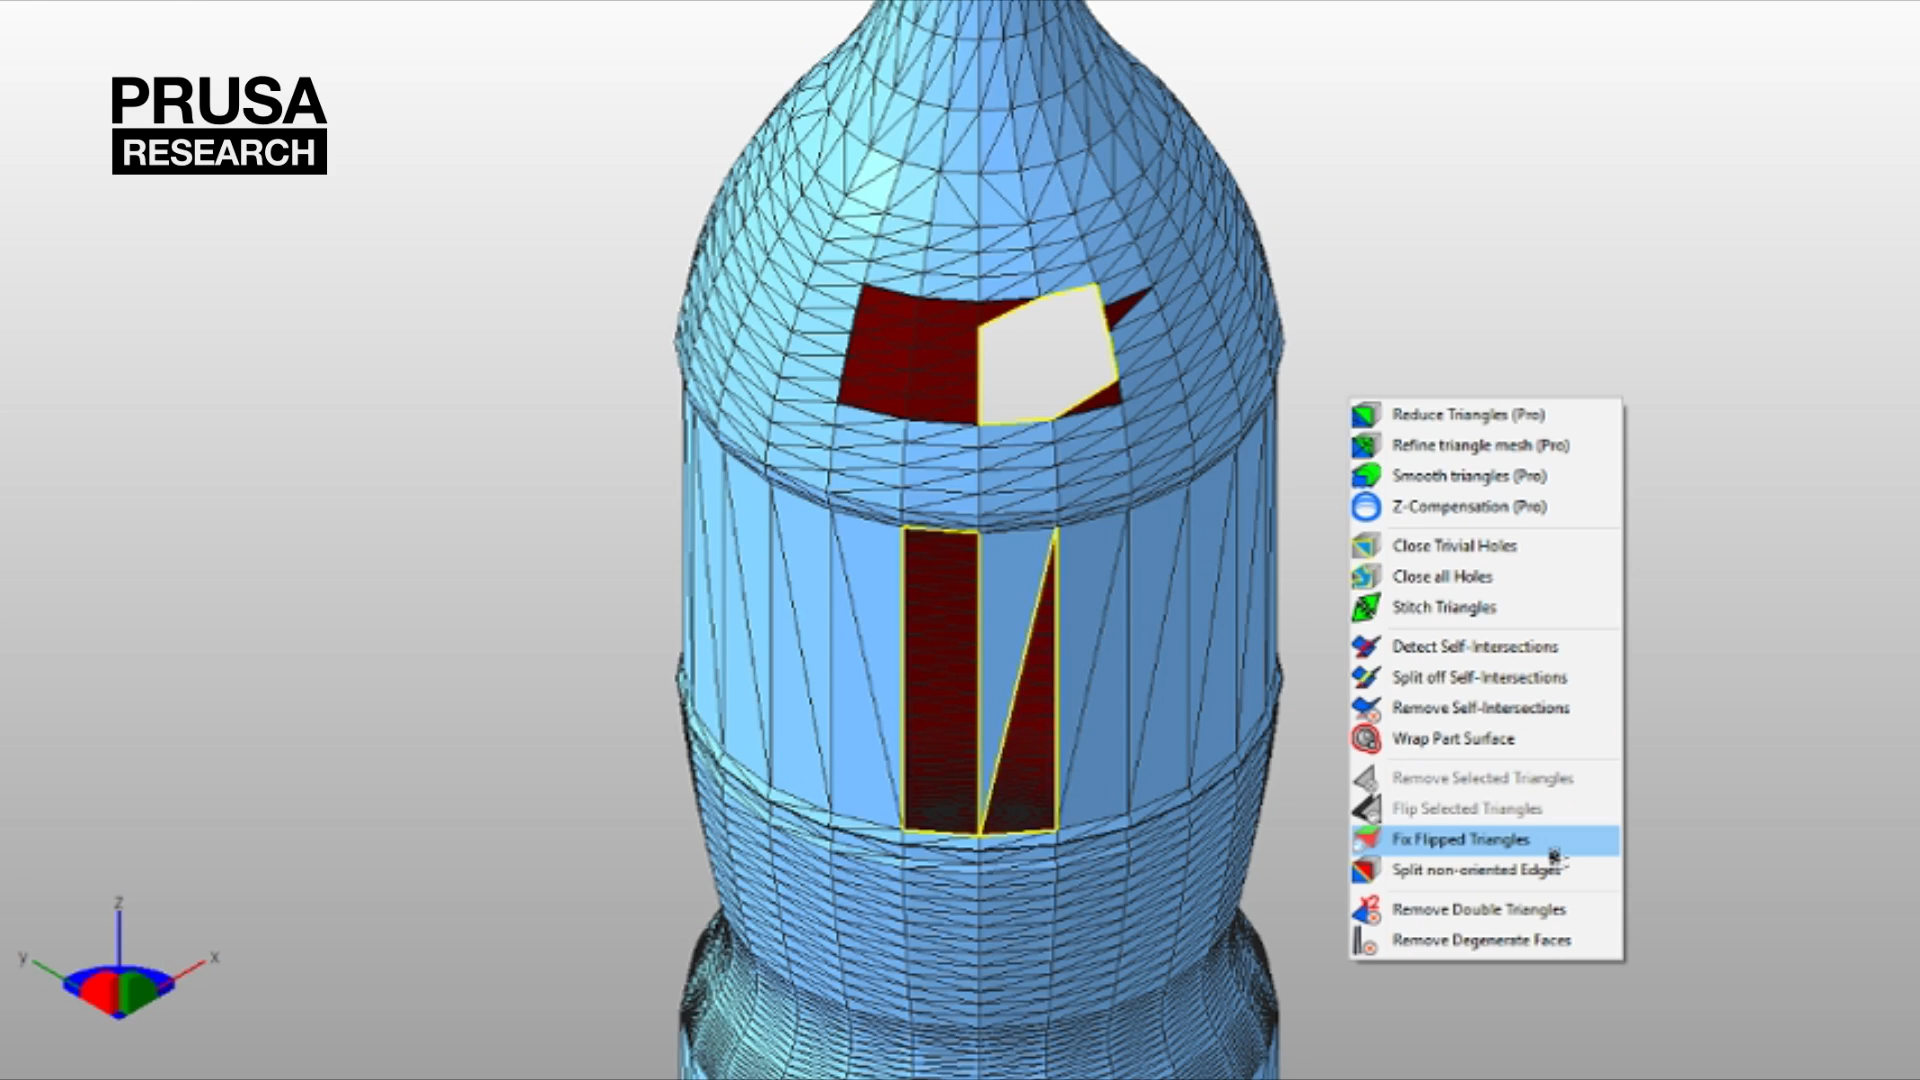 PRUSA
RESEARCH
Reduce Triangles (Pro)
Refine triangle mesh (Pro)
Smooth triangles (Pro)
Z-Compensation (Pro)
Close Trivial Holes
Close all Holes
Stitch Triangles
Detect Self-Intersections
Split off Self-Intersections
Remove Self-Intersections
Wrap Part Surface
Remove Selected Triangles
Flip Selected Triangles
Fix Flipped Triangles
Split non-oriented Edges
Remove Double Triangles
Remove Degenerate Faces
z
y
x